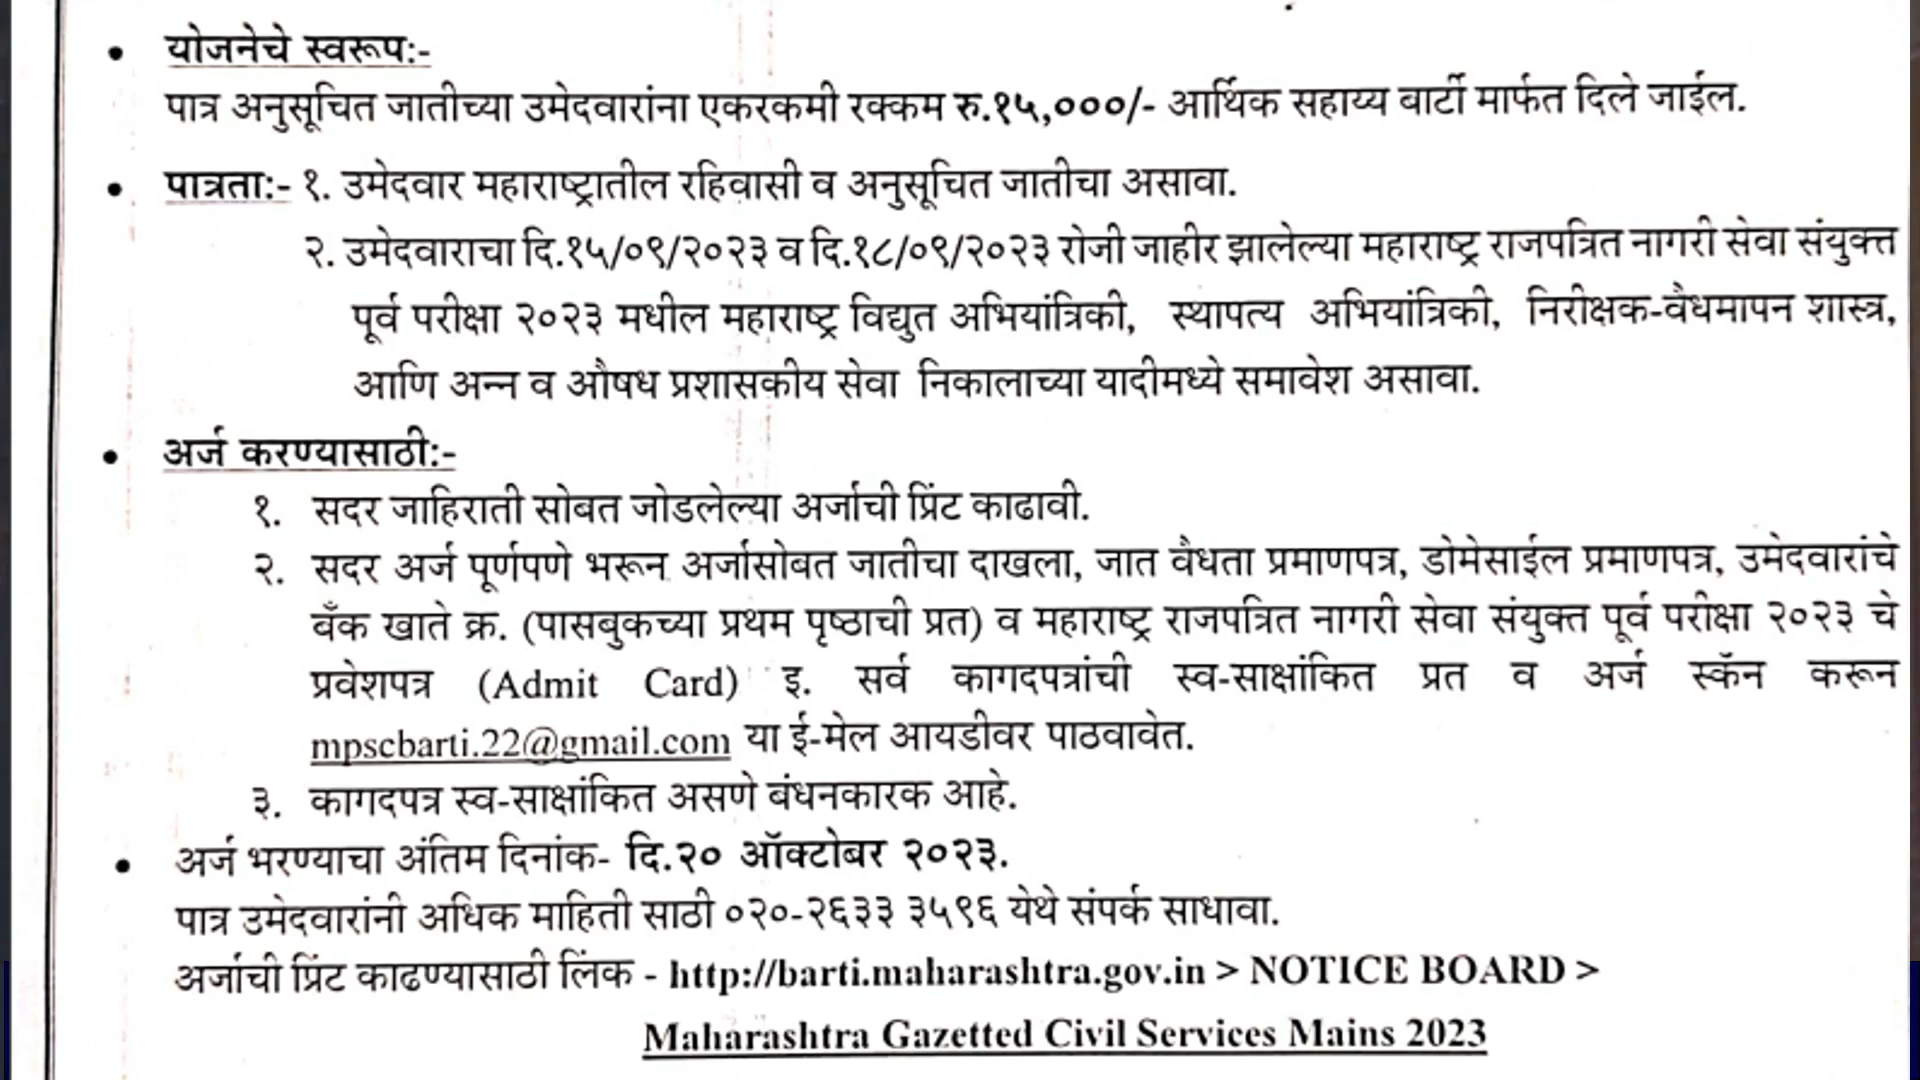 • योजनेचे स्वरूप:-
पात्र अनुसूचित जातीच्या उमेदवारांना एकरकमी रक्कम रु.१५,०००/- आर्थिक सहाय्य बार्टी मार्फत दिले जाईल.
• पात्रता:- १. उमेदवार महाराष्ट्रातील रहिवासी व अनुसूचित जातीचा असावा.
२. उमेदवाराचा दि.१५/०९/२०२३ व दि.१८/०९/२०२३ रोजी जाहीर झालेल्या महाराष्ट्र राजपत्रित नागरी सेवा संयुक्त
पूर्व परीक्षा २०२३ मधील महाराष्ट्र विद्युत अभियांत्रिकी, स्थापत्य अभियांत्रिकी, निरीक्षक-वैधमापन शास्त्र,
आणि अन्न व औषध प्रशासकीय सेवा निकालाच्या यादीमध्ये समावेश असावा.
• अर्ज करण्यासाठी:-
१. सदर जाहिराती सोबत जोडलेल्या अर्जाची प्रिंट काढावी.
२. सदर अर्ज पूर्णपणे भरून अर्जासोबत जातीचा दाखला, जात वैधता प्रमाणपत्र, डोमेसाईल प्रमाणपत्र, उमेदवारांचे
बँक खाते क्र. (पासबुकच्या प्रथम पृष्ठाची प्रत) व महाराष्ट्र राजपत्रित नागरी सेवा संयुक्त पूर्व परीक्षा २०२३ चे
प्रवेशपत्र (Admit Card) इ. सर्व कागदपत्रांची स्व-साक्षांकित प्रत व अर्ज स्कॅन करून
mpscbarti.22@gmail.com या ई-मेल आयडीवर पाठवावेत.
३. कागदपत्र स्व-साक्षांकित असणे बंधनकारक आहे.
• अर्ज भरण्याचा अंतिम दिनांक- दि.२० ऑक्टोबर २०२३.
पात्र उमेदवारांनी अधिक माहिती साठी ०२०-२६३३ ३५९६ येथे संपर्क साधावा.
अर्जाची प्रिंट काढण्यासाठी लिंक - http://barti.maharashtra.gov.in > NOTICE BOARD >
Maharashtra Gazetted Civil Services Mains 2023